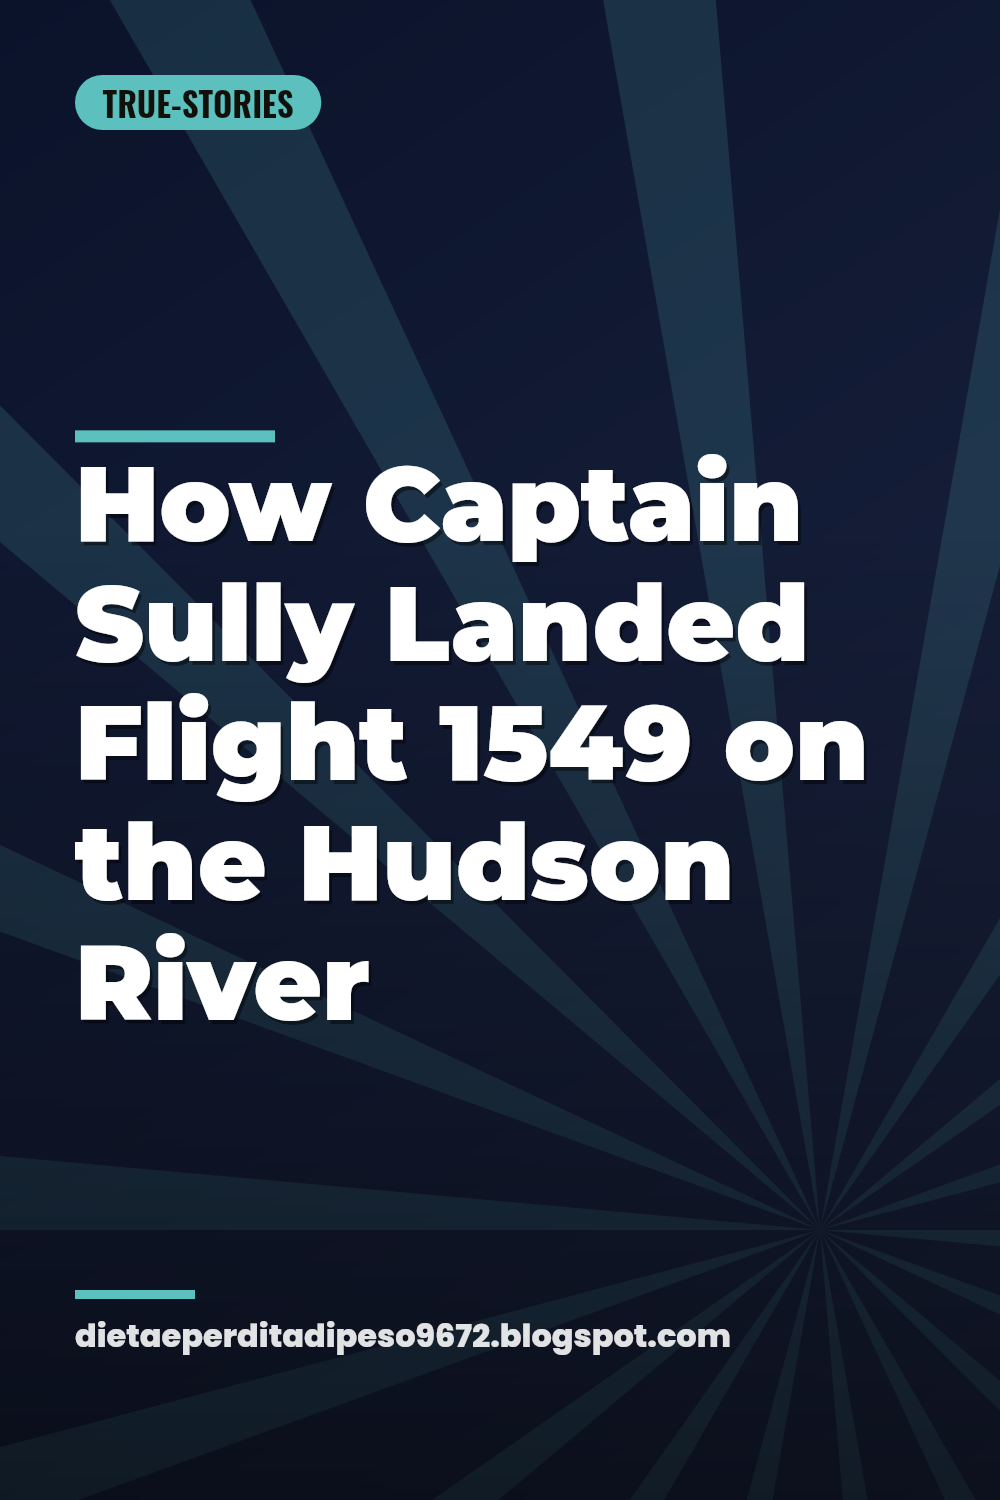 TRUE-STORIES
How Captain
Sully Landed
Flight 1549 on
the Hudson
River
dietaeperditadipeso9672.blogspot.com